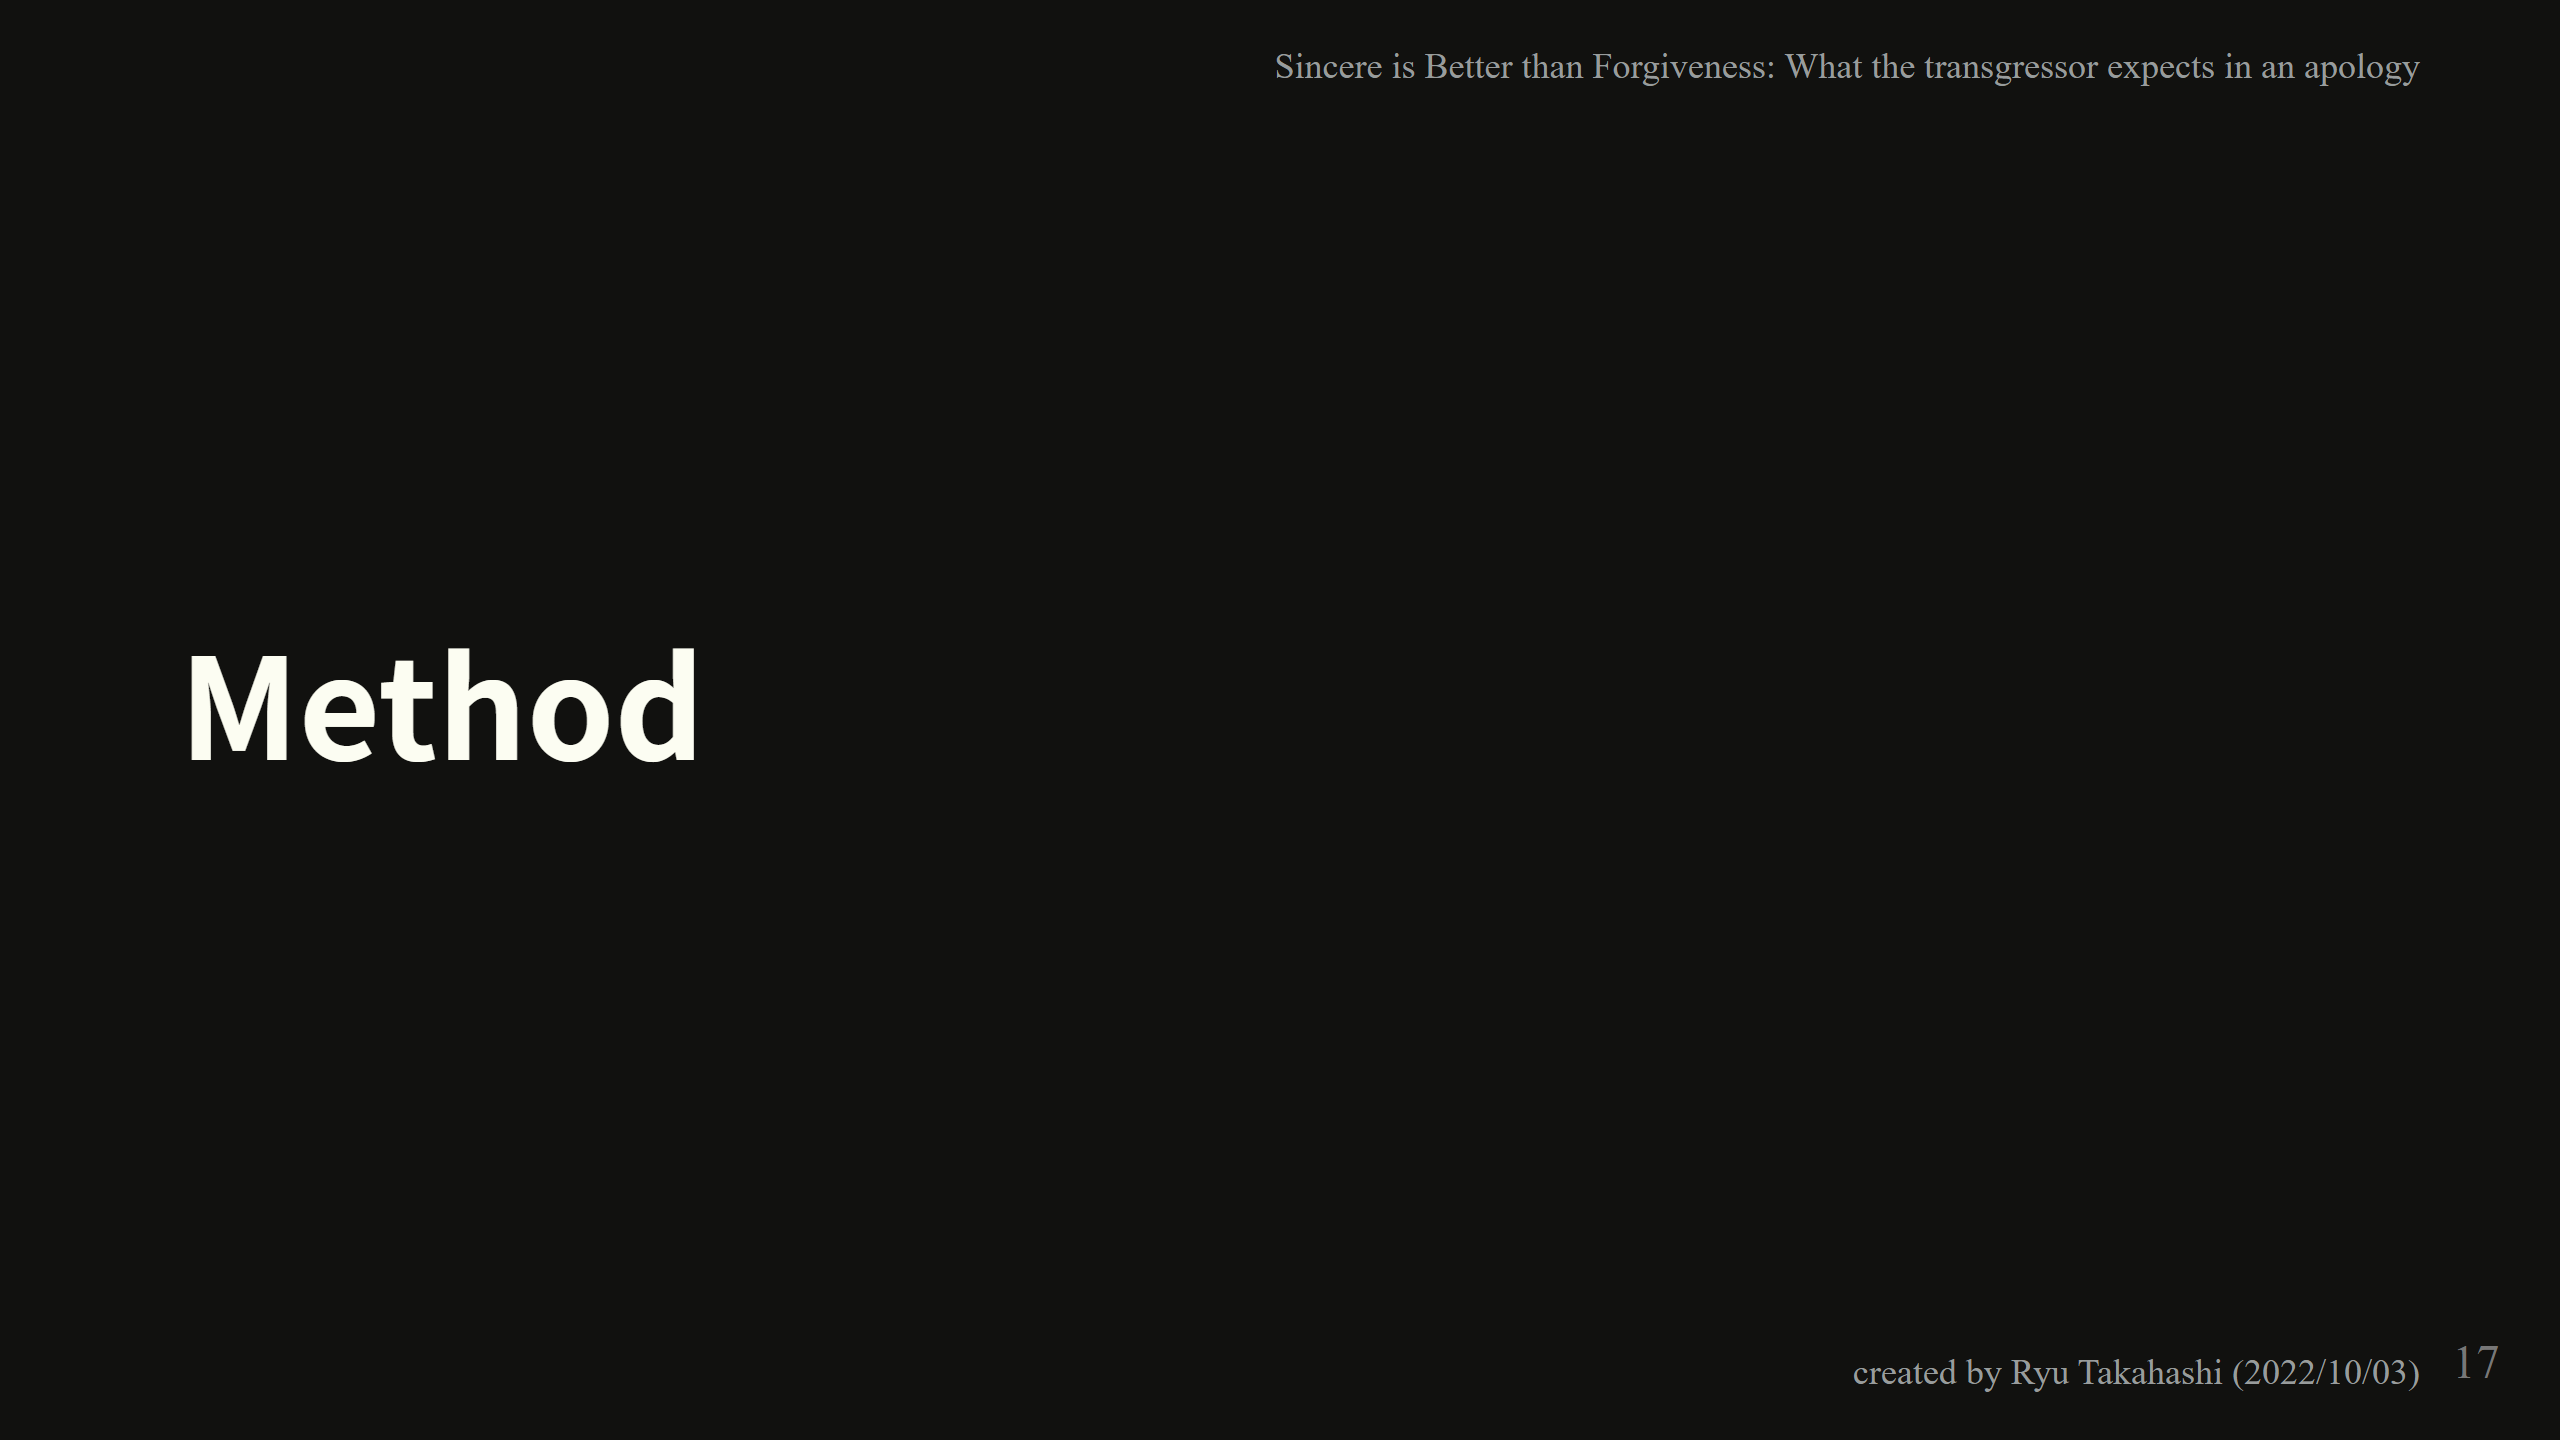 Sincere is Better than Forgiveness: What the transgressor expects in an apology
Method
created by Ryu Takahashi (2022/10/03)
17